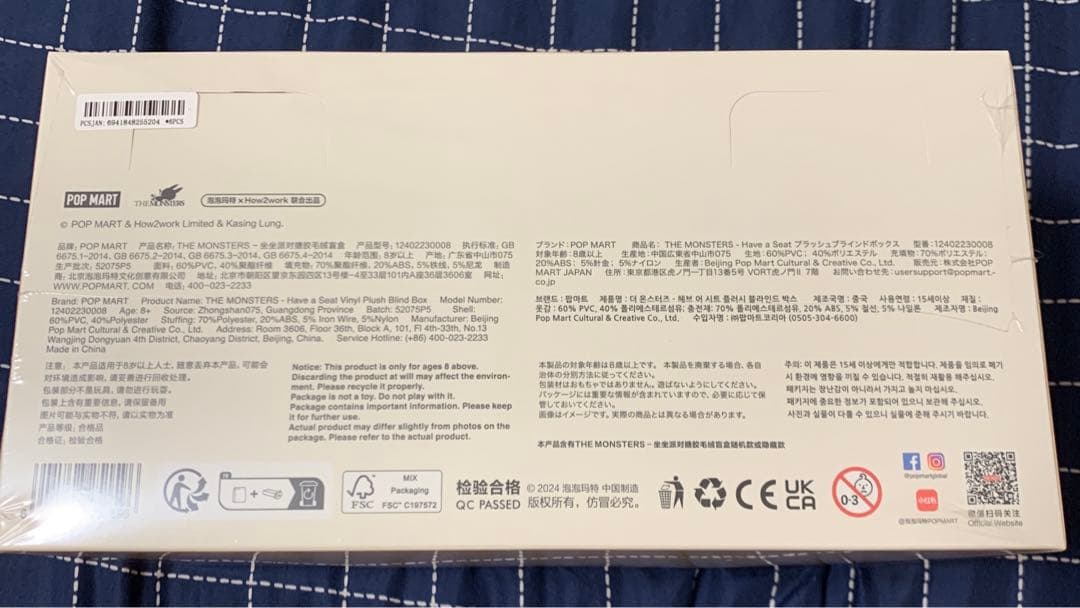 PCSJAN: 6941848255204 *6PCS
POP MART
THE MONSTERS
泡泡玛特 × How2work 联合出品
© POP MART & How2work Limited & Kasing Lung.
品牌: POP MART 产品名称: THE MONSTERS - 坐坐派对搪胶毛绒盲盒 产品型号: 12402230008 执行标准: GB
6675.1-2014, GB 6675.2-2014, GB 6675.3-2014, GB 6675.4-2014 年龄范围: 8岁以上 产地: 广东省中山市075
生产批次: 52075P5 面料: 60%PVC, 40%聚酯纤维 填充物: 70%聚酯纤维, 20%ABS, 5%铁线, 5%尼龙 制造
商: 北京泡泡玛特文化创意有限公司 地址: 北京市朝阳区望京东园四区13号楼-4至33层101内A座36层3606室 网址:
WWW.POPMART.COM 电话: 400-033-2233
Brand: POP MART Product Name: THE MONSTERS - Have a Seat Vinyl Plush Blind Box Model Number:
12402230008 Age: 8+ Source: Zhongshan075, Guangdong Province Batch: 52075P5 Shell:
60%PVC, 40%Polyester Stuffing: 70%Polyester, 20%ABS, 5% Iron Wire, 5%Nylon Manufacturer: Beijing
Pop Mart Cultural & Creative Co., Ltd. Address: Room 3606, Floor 36th, Block A, 101, Fl 4th-33th, No.13
Wangjing Dongyuan 4th District, Chaoyang District, Beijing, China. Service Hotline: (+86) 400-033-2233
Made in China
ブランド: POP MART 商品名: THE MONSTERS - Have a Seat プラッシュブラインドボックス 型番: 12402230008
対象年齢: 8歳以上 生産地: 中国広東省中山市075 生地: 60%PVC; 40%ポリエステル 充填物: 70%ポリエステル;
20%ABS; 5%針金; 5%ナイロン 生産者: Beijing Pop Mart Cultural & Creative Co., Ltd. 販売元: 株式会社POP
MART JAPAN 住所: 東京都港区虎ノ門一丁目13番5号 VORT虎ノ門Ⅱ 7階 お問い合わせ先: usersupport@popmart-
co.jp
브랜드: 팝마트 제품명: 더 몬스터즈 - 해브 어 시트 플러시 블라인드 박스 제조국명: 중국 사용연령: 15세이상 재질:
겉감: 60% PVC, 40% 폴리에스테르섬유; 충전재: 70% 폴리에스테르섬유, 20% ABS, 5% 철선, 5% 나일론 제조자명: Beijing
Pop Mart Cultural & Creative Co., Ltd. 수입자명: ㈜팝마트코리아 (0505-304-6600)
注意: 本产品适用于8岁以上人士, 随意丢弃本产品, 可能会
对环境造成影响, 请妥善进行回收处理。
包装部分不是玩具, 请勿进行玩耍。
包装上含有重要信息, 请保留备用
图片可能与实物不符, 请以实物为准
产品等级: 合格品
合格证: 检验合格
Notice: This product is only for ages 8 above.
Discarding the product at will may affect the environ-
ment. Please recycle it properly.
Package is not a toy. Do not play with it.
Package contains important information. Please keep
it for further use.
Actual product may differ slightly from photos on the
package. Please refer to the actual product.
本製品の対象年齢は8歳以上です。本製品を廃棄する場合、各自
治体の分別方法に従ってください。
包装材はおもちゃではありません。遊ばないようにしてください。
パッケージには重要な情報が含まれていますので、必要に応じて保
管しておいてください。
画像はイメージです。実際の商品とは異なる場合があります。
주의: 이 제품은 15세 이상에게만 적합합니다. 제품을 임의로 폐기
시 환경에 영향을 끼칠 수 있습니다. 적절히 재활용 해주십시오.
패키지는 장난감이 아니라서 가지고 놀지 마십시오.
패키지에 중요한 정보가 포함되어 있으니 보관해 주십시오.
사진과 실물이 다를 수 있으니 실물에 준해 주시기 바랍니다.
本产品含有THE MONSTERS - 坐坐派对搪胶毛绒盲盒随机款或隐藏款
FSC
MIX
Packaging
FSC™ C197572
检验合格
QC PASSED
© 2024 泡泡玛特 中国制造
版权所有, 仿冒必究。
CE
UK
CA
0-3
@popmartglobal
小红书
@泡泡玛特POPMART
微信扫码关注
Official Website